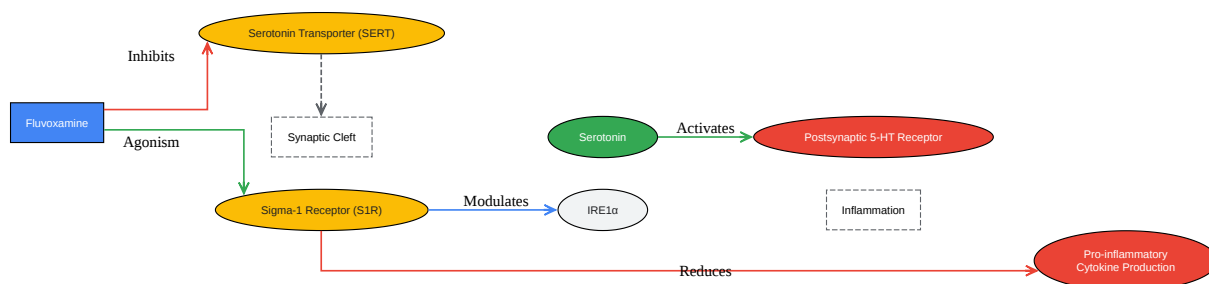 Serotonin Transporter (SERT)
Inhibits
Fluvoxamine
Agonism
Synaptic Cleft
Serotonin
Activates
Postsynaptic 5-HT Receptor
Sigma-1 Receptor (S1R)
Modulates
IRE1α
Inflammation
Reduces
Pro-inflammatory
Cytokine Production